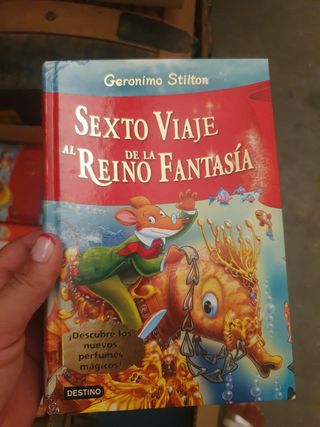 Geronimo Stilton
SEXTO VIAJE
AL REINO DE LA FANTASÍA
¡Descubre los
nuevos
perfumes
mágicos!
DESTINO